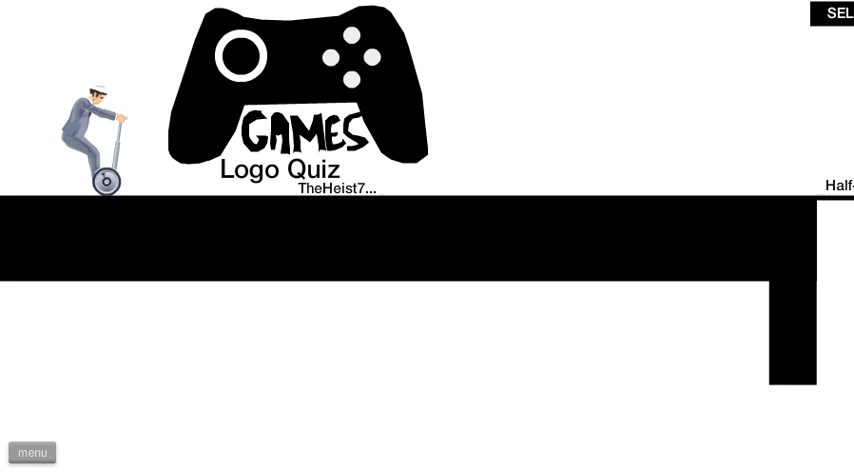 SEL
GAMES
Logo Quiz
TheHeist7...
Half-
menu